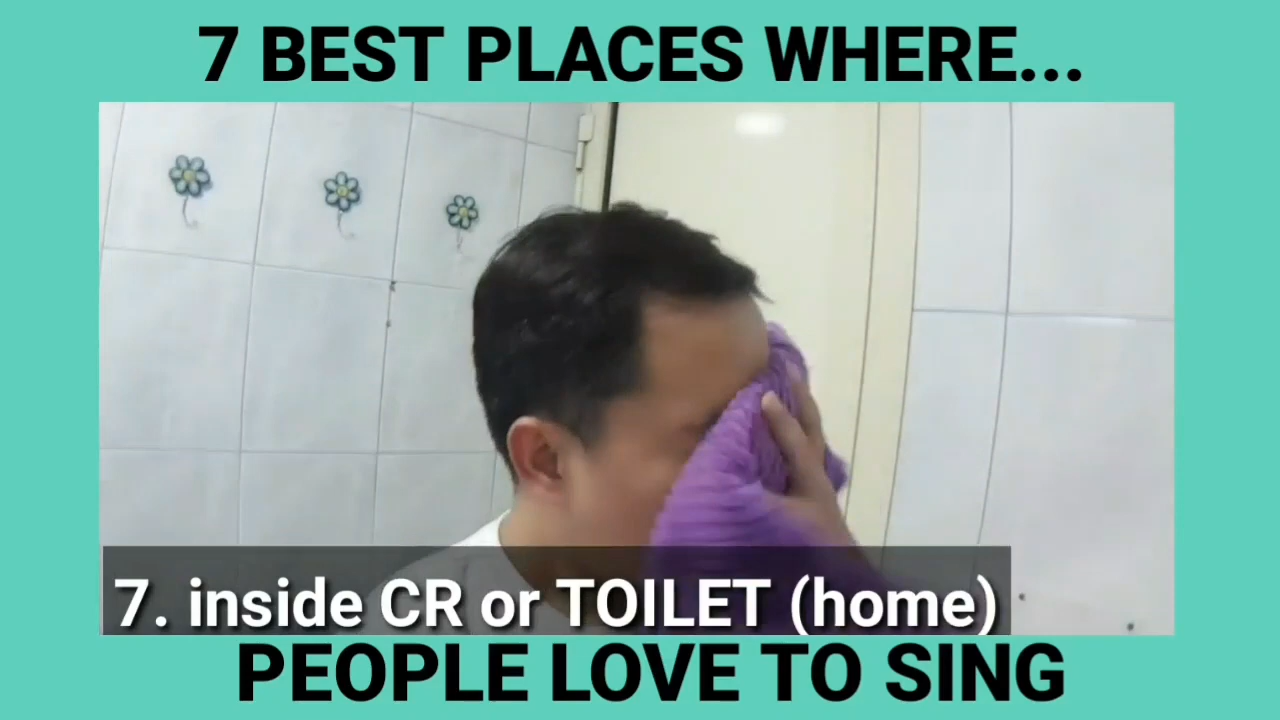 7 BEST PLACES WHERE...
7. inside CR or TOILET (home)
PEOPLE LOVE TO SING